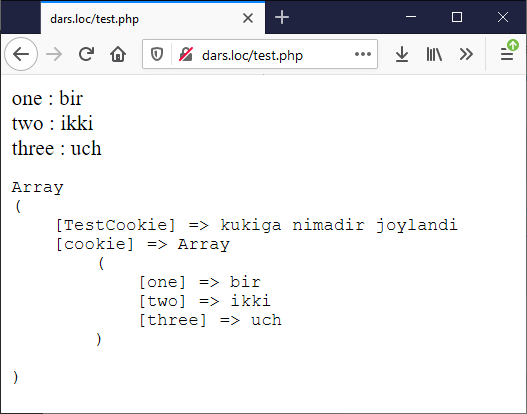 dars.loc/test.php
dars.loc/test.php
one : bir
two : ikki
three : uch
Array
(
    [TestCookie] => kukiga nimadir joylandi
    [cookie] => Array
        (
            [one] => bir
            [two] => ikki
            [three] => uch
        )

)